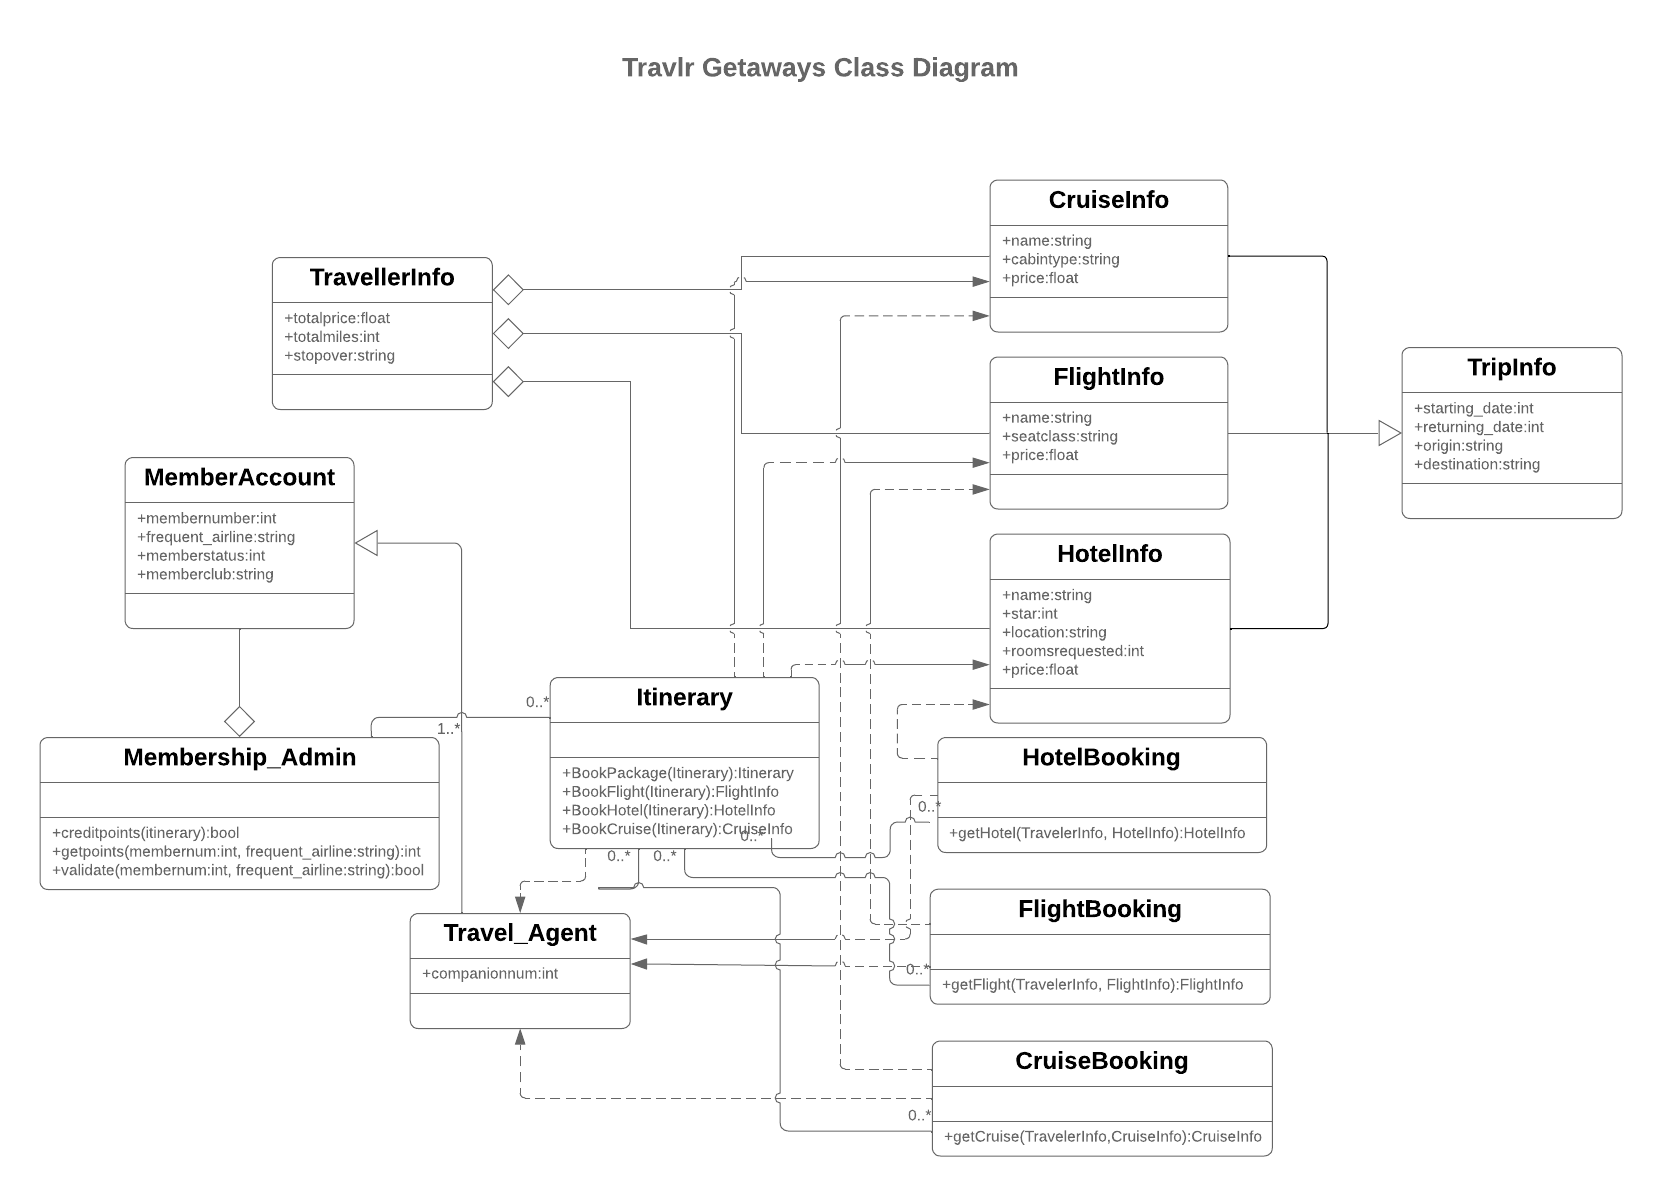 Travlr Getaways Class Diagram
CruiseInfo
+name:string
+cabintype:string
+price:float
TravellerInfo
+totalprice:float
+totalmiles:int
+stopover:string
FlightInfo
+name:string
+seatclass:string
+price:float
TripInfo
+starting_date:int
+returning_date:int
+origin:string
+destination:string
MemberAccount
+membernumber:int
+frequent_airline:string
+memberstatus:int
+memberclub:string
HotelInfo
+name:string
+star:int
+location:string
+roomsrequested:int
+price:float
0..*
1..*
Itinerary
+BookPackage(Itinerary):Itinerary
+BookFlight(Itinerary):FlightInfo
+BookHotel(Itinerary):HotelInfo
+BookCruise(Itinerary):CruiseInfo
0..*
0..*
0..*
Membership_Admin
+creditpoints(itinerary):bool
+getpoints(membernum:int, frequent_airline:string):int
+validate(membernum:int, frequent_airline:string):bool
HotelBooking
0..*
+getHotel(TravelerInfo, HotelInfo):HotelInfo
FlightBooking
0..*
+getFlight(TravelerInfo, FlightInfo):FlightInfo
Travel_Agent
+companionnum:int
CruiseBooking
0..*
+getCruise(TravelerInfo,CruiseInfo):CruiseInfo